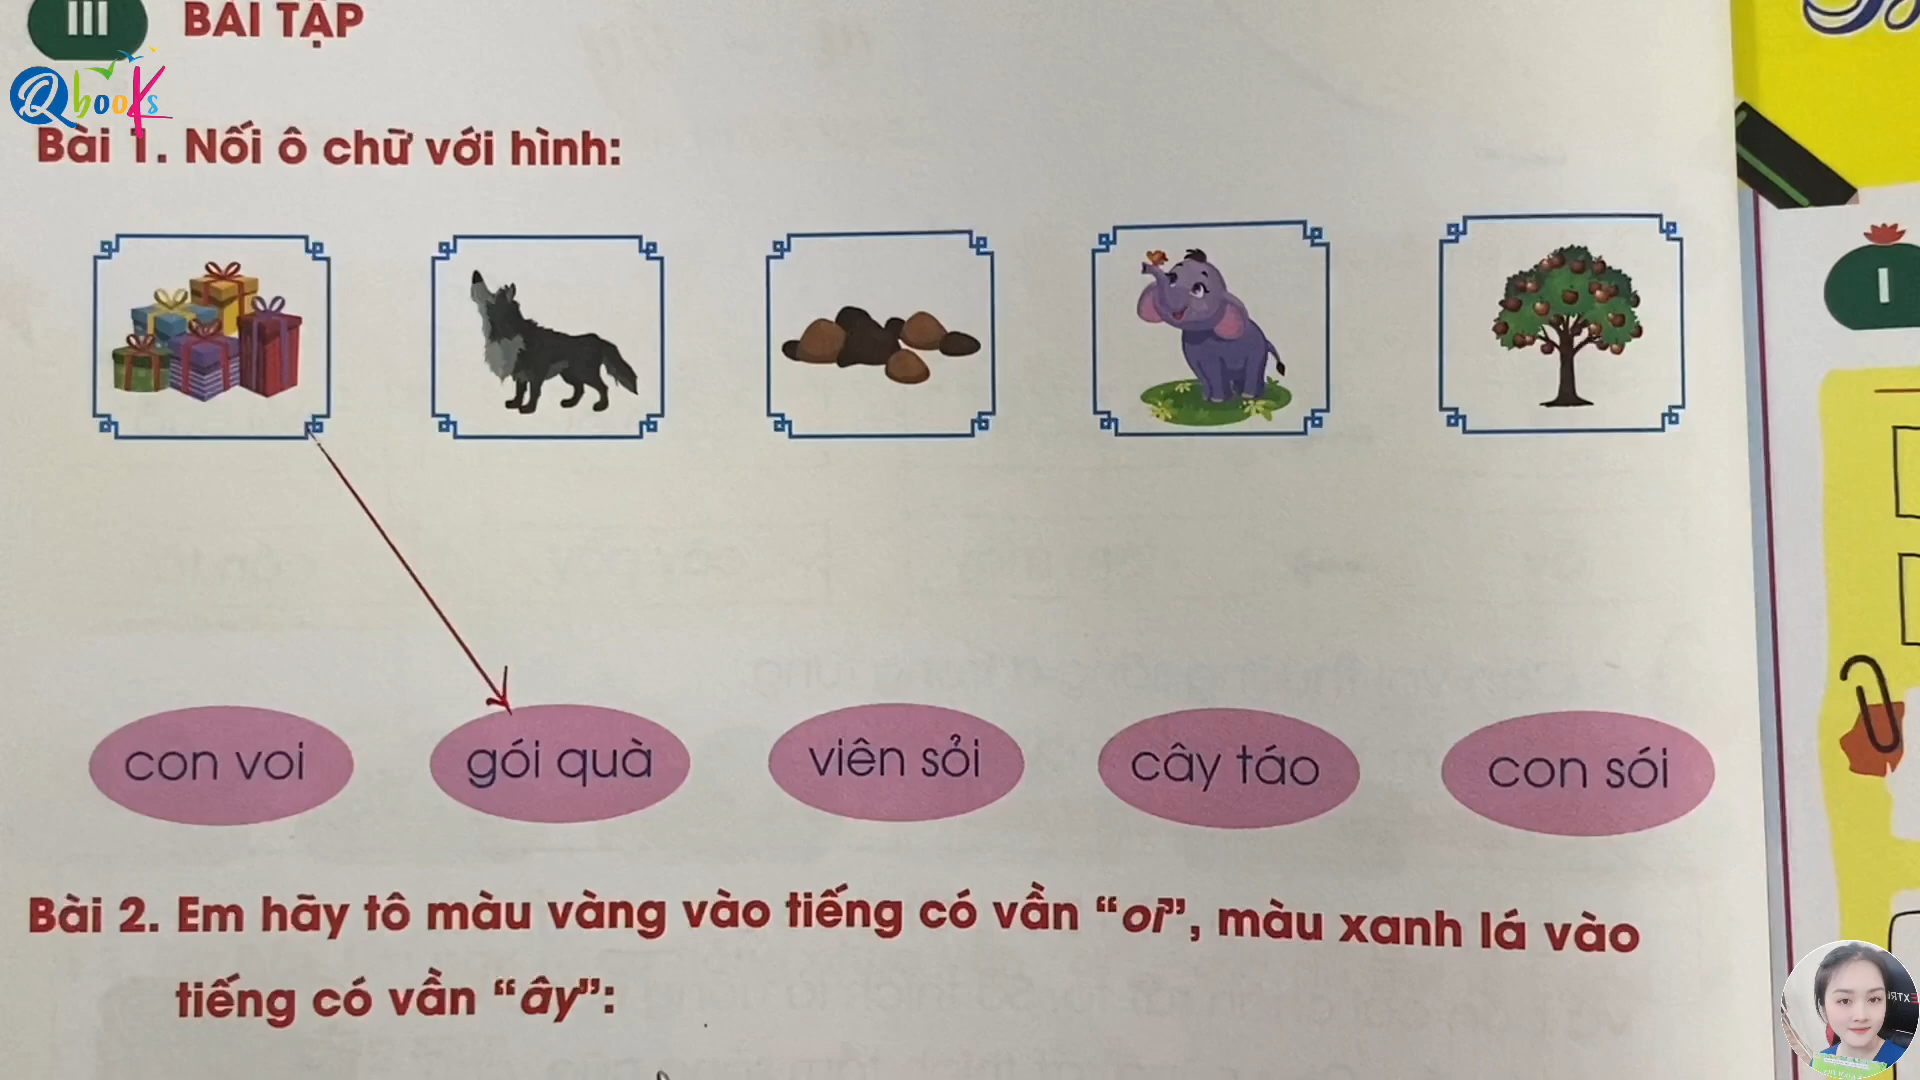 III BÀI TẬP
Qbooks
Bài 1. Nối ô chữ với hình:
I
con voi
gói quà
viên sỏi
cây táo
con sói
Bài 2. Em hãy tô màu vàng vào tiếng có vần “oi”, màu xanh lá vào
tiếng có vần “ây”: